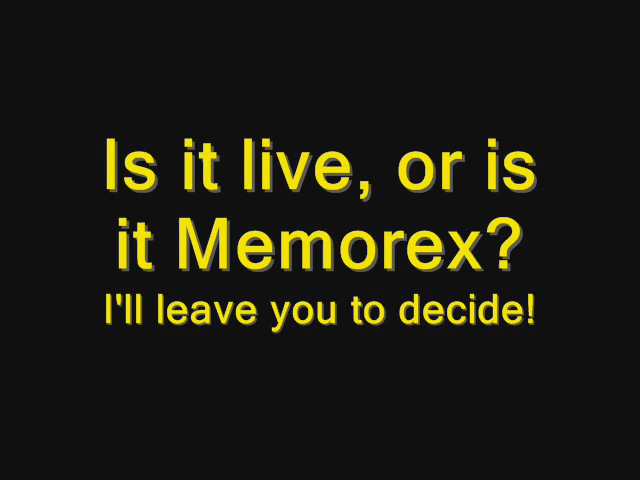 Is it live, or is
it Memorex?
I'll leave you to decide!